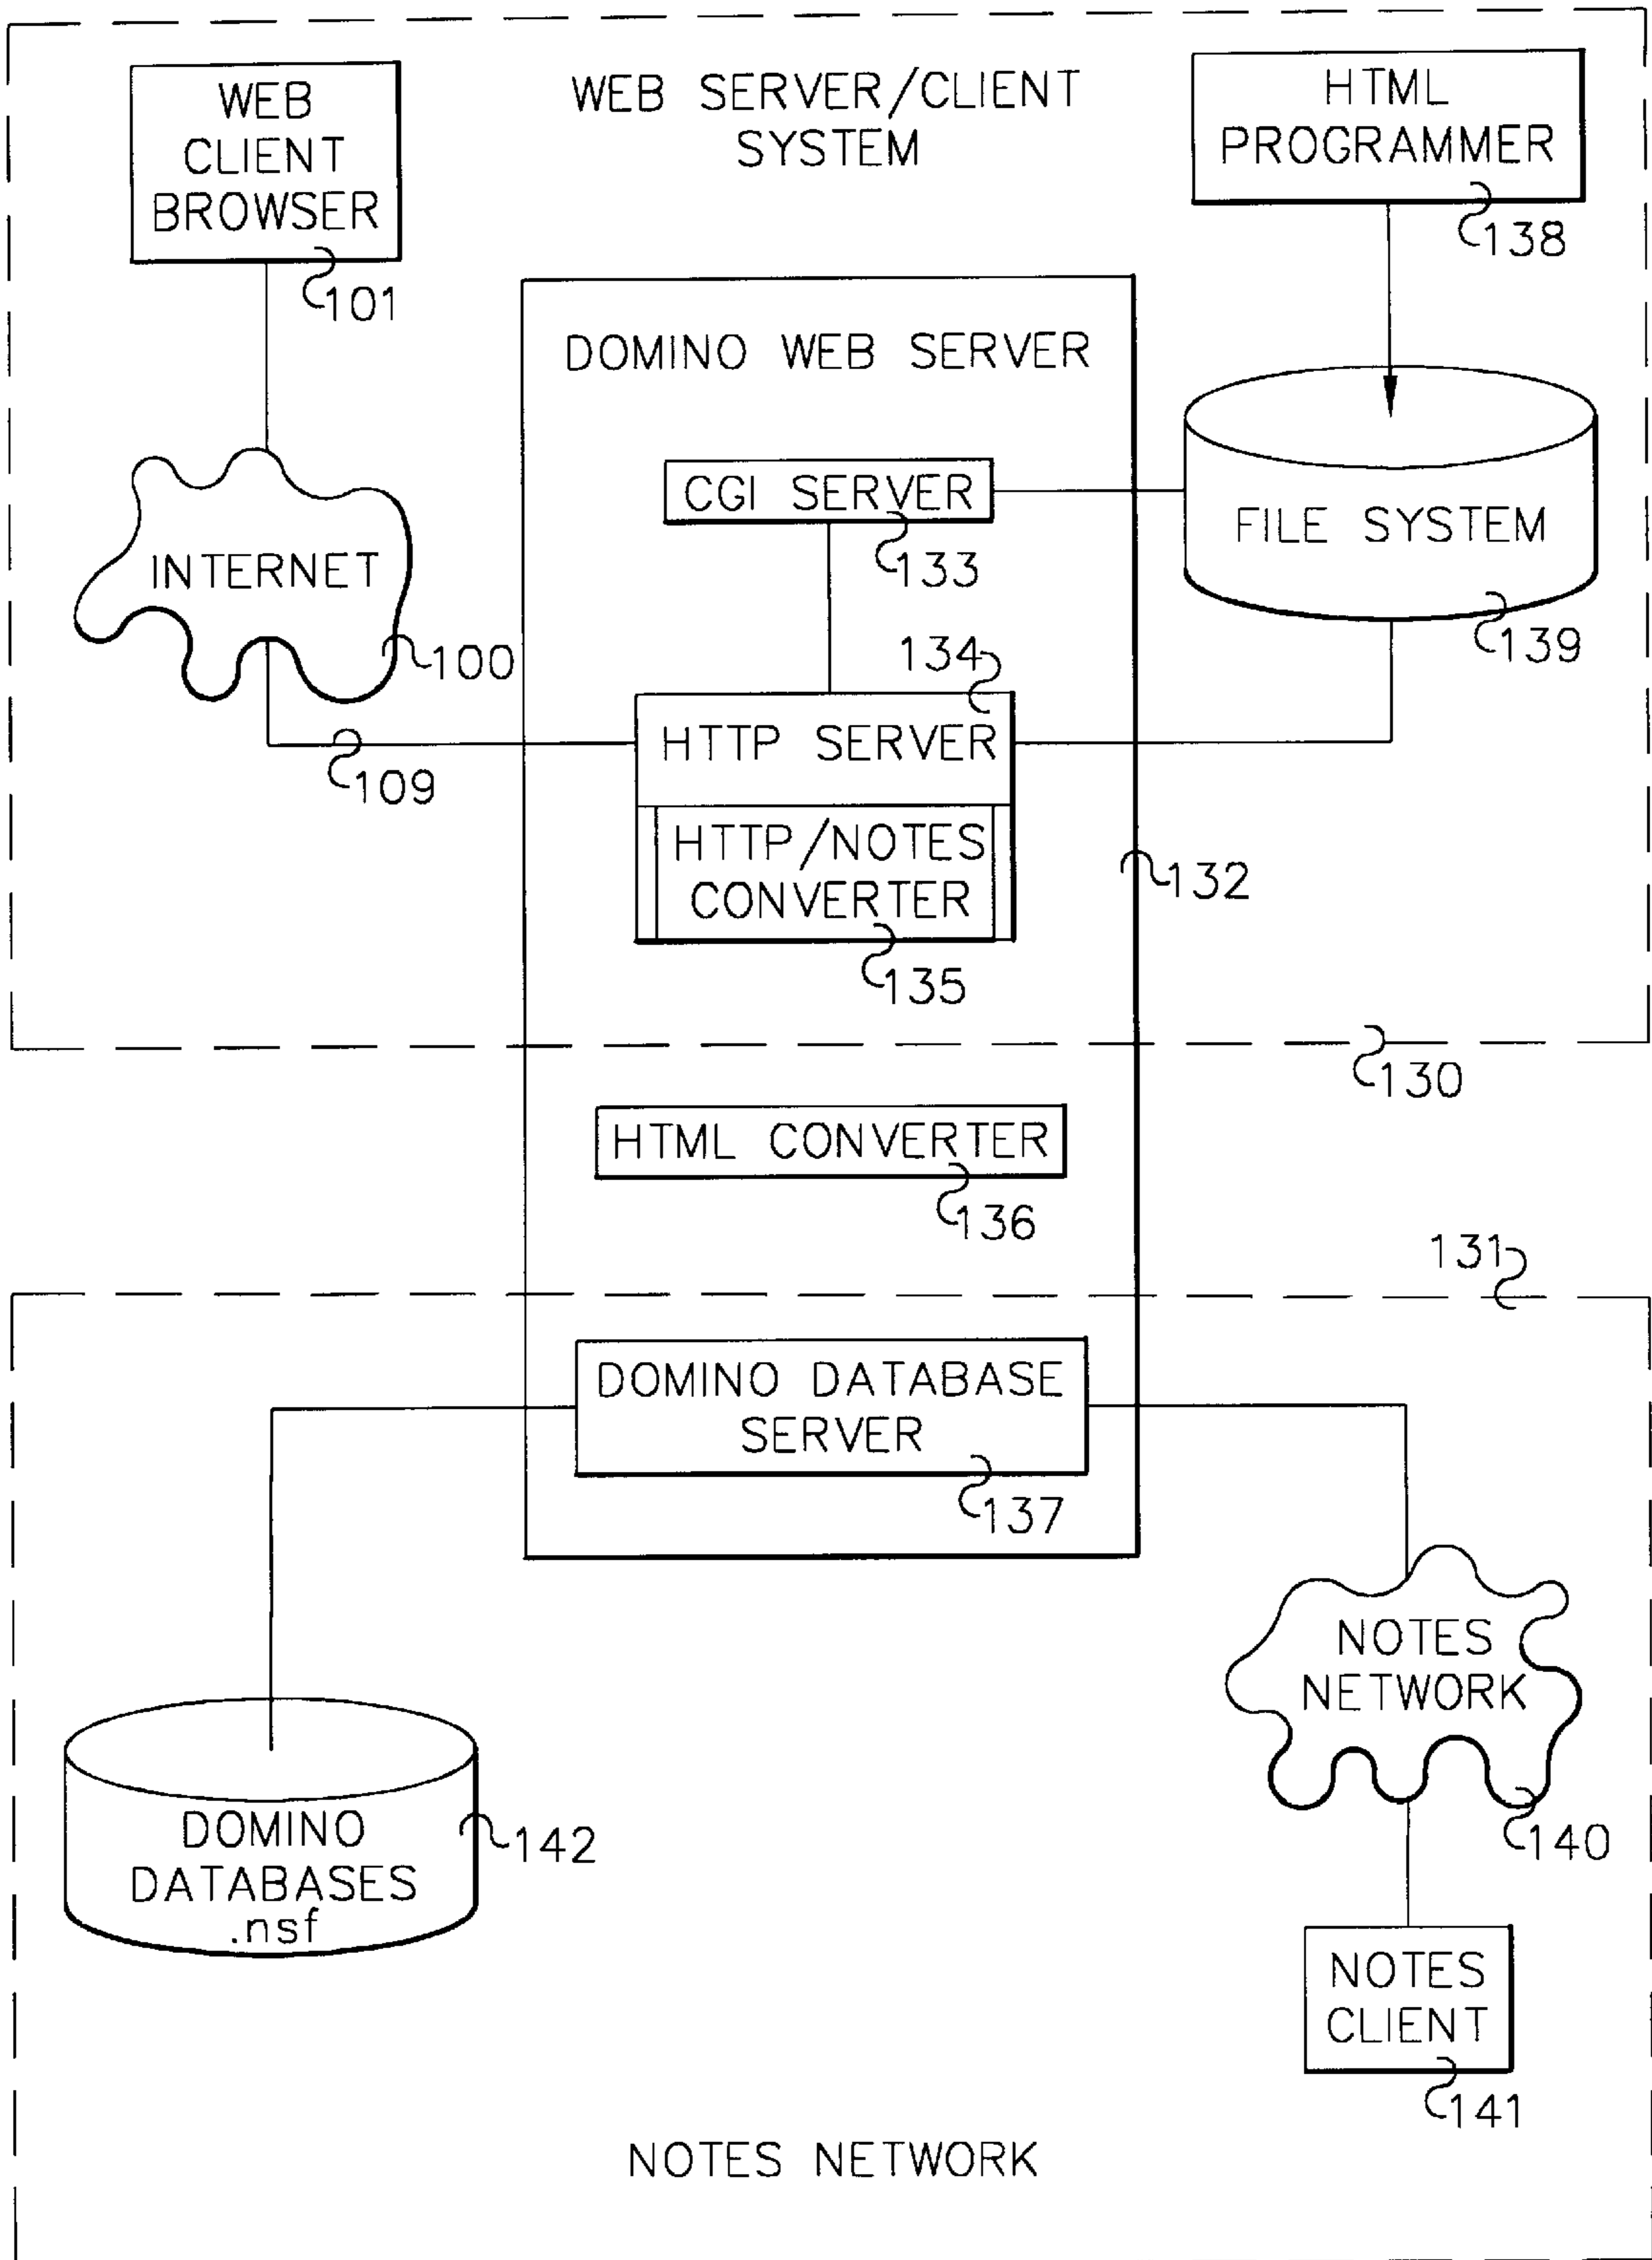 WEB
CLIENT
BROWSER
101
WEB SERVER/CLIENT
SYSTEM
HTML
PROGRAMMER
138
DOMINO WEB SERVER
INTERNET
100
CGI SERVER
133
FILE SYSTEM
139
134
HTTP SERVER
109
HTTP/NOTES
CONVERTER
135
132
130
HTML CONVERTER
136
131
DOMINO DATABASE
SERVER
137
NOTES
NETWORK
140
DOMINO
DATABASES
.nsf
142
NOTES
CLIENT
141
NOTES NETWORK